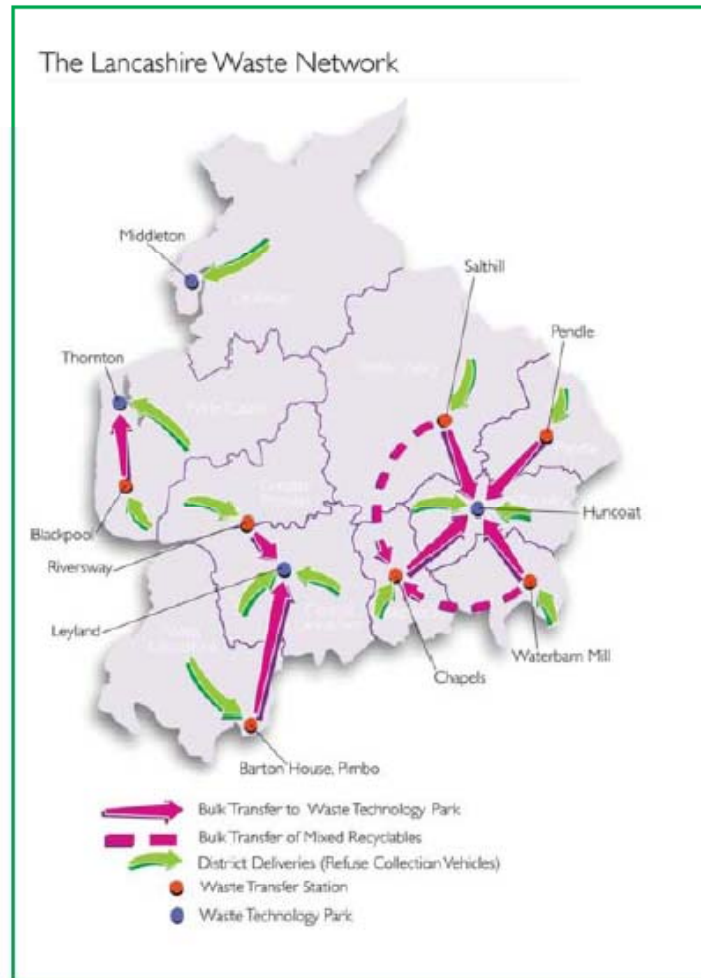 The Lancashire Waste Network
Middleton
Salthill
Pendle
Thornton
Huncoat
Blackpool
Riversway
Leyland
Waterbarn Mill
Chapels
Barton House, Pimbo
Bulk Transfer to Waste Technology Park
Bulk Transfer of Mixed Recyclables
District Deliveries (Refuse Collection Vehicles)
Waste Transfer Station
Waste Technology Park